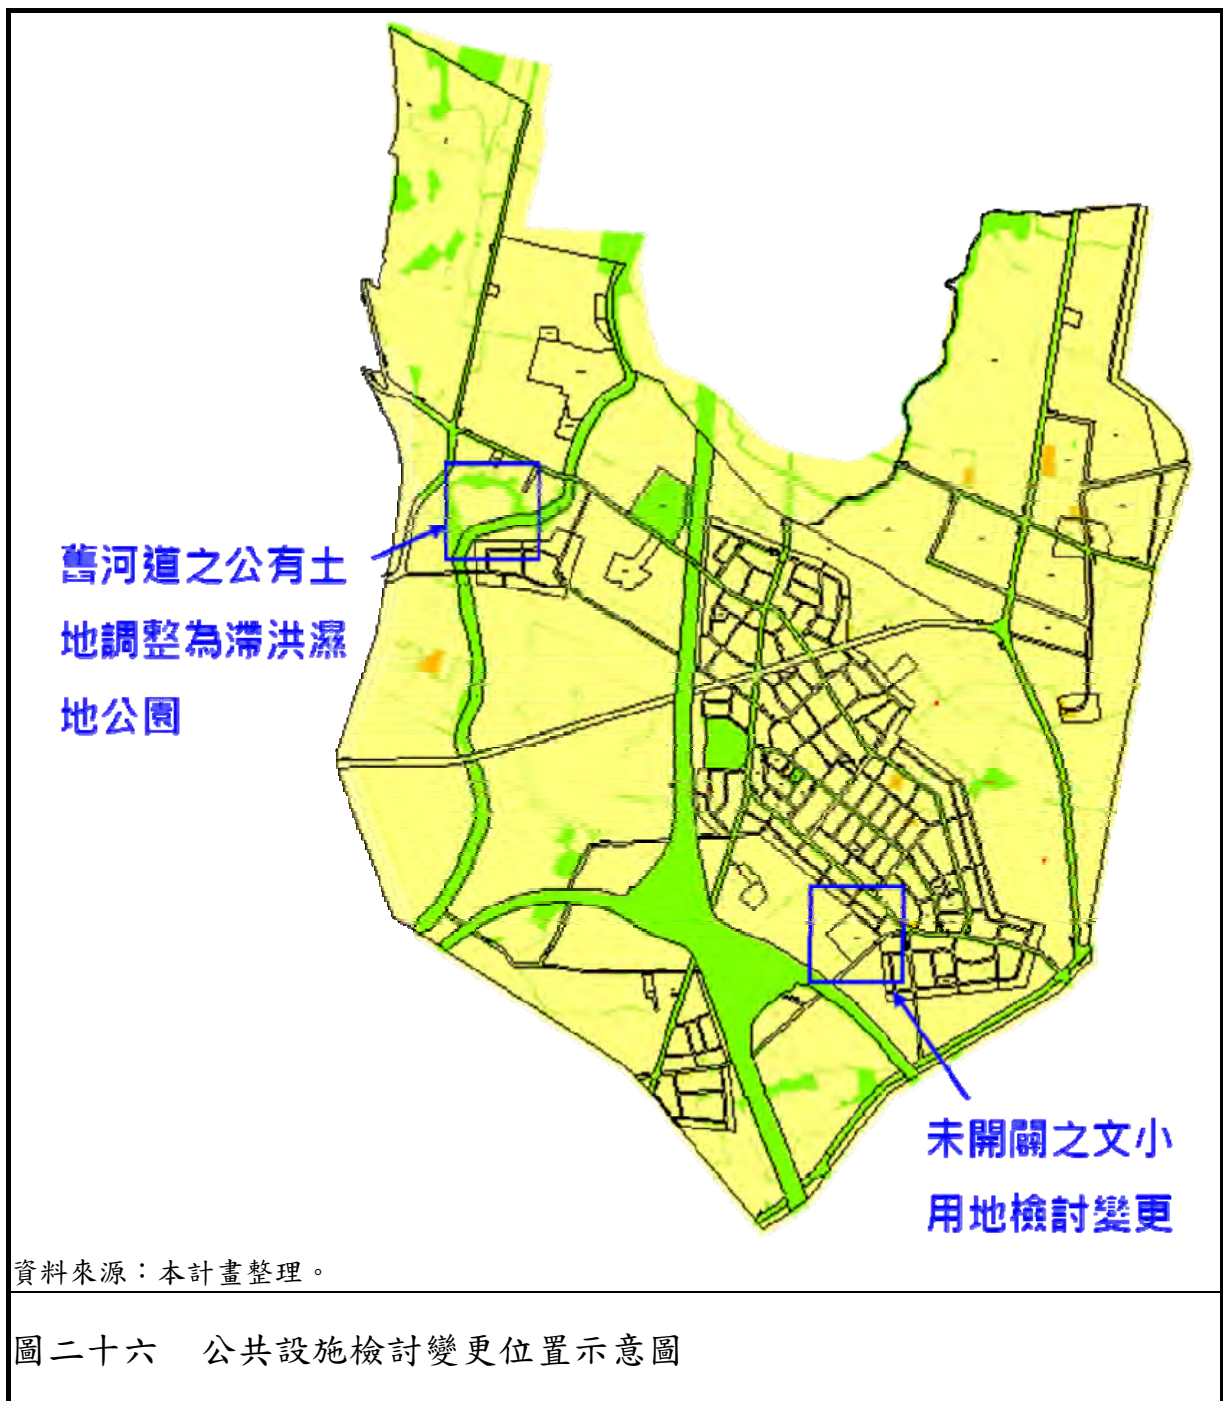 舊河道之公有土
地調整為滯洪濕
地公園
未開闢之文小
用地檢討變更
資料來源：本計畫整理。
圖二十六　公共設施檢討變更位置示意圖